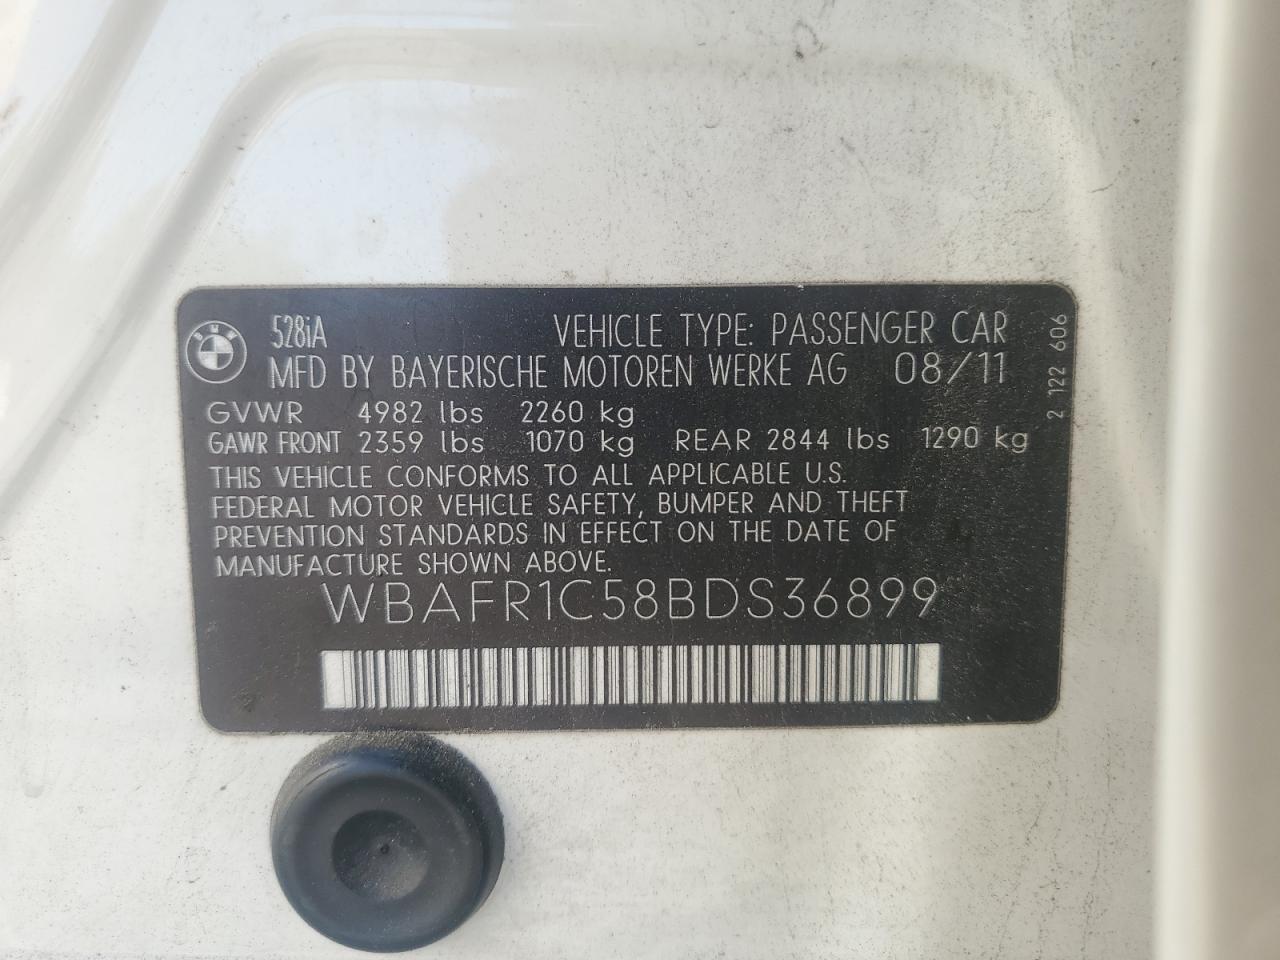 BMW
528iA VEHICLE TYPE: PASSENGER CAR
MFD BY BAYERISCHE MOTOREN WERKE AG 08/11
GVWR 4982 lbs 2260 kg
GAWR FRONT 2359 lbs 1070 kg REAR 2844 lbs 1290 kg
THIS VEHICLE CONFORMS TO ALL APPLICABLE U.S.
FEDERAL MOTOR VEHICLE SAFETY, BUMPER AND THEFT
PREVENTION STANDARDS IN EFFECT ON THE DATE OF
MANUFACTURE SHOWN ABOVE.
WBAFR1C58BDS36899
2 122 606